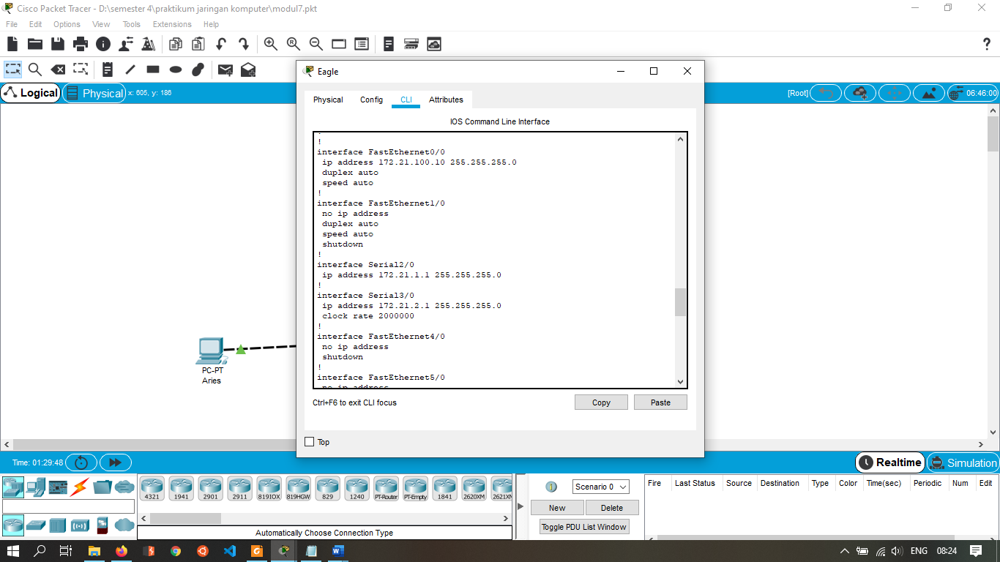 Cisco Packet Tracer - D:\semester 4\praktikum jaringan komputer\modul7.pkt
File Edit Options View Tools Extensions Help
?
Logical
Physical
x: 605, y: 186
[Root]
06:46:00
Eagle
Physical Config CLI Attributes
IOS Command Line Interface
!
interface FastEthernet0/0
ip address 172.21.100.10 255.255.255.0
duplex auto
speed auto
!
interface FastEthernet1/0
no ip address
duplex auto
speed auto
shutdown
!
interface Serial2/0
ip address 172.21.1.1 255.255.255.0
!
interface Serial3/0
ip address 172.21.2.1 255.255.255.0
clock rate 2000000
!
interface FastEthernet4/0
no ip address
shutdown
!
interface FastEthernet5/0
no ip address
Ctrl+F6 to exit CLI focus
Copy Paste
Top
PC-PT
Aries
Time: 01:29:48
Realtime
Simulation
4321 1941 2901 2911 819IOX 819HGW 829 1240 PT-Router PT-Empty 1841 2620XM 2621XM
Automatically Choose Connection Type
Scenario 0
New Delete
Toggle PDU List Window
Fire Last Status Source Destination Type Color Time(sec) Periodic Num Edit
ENG 08:24